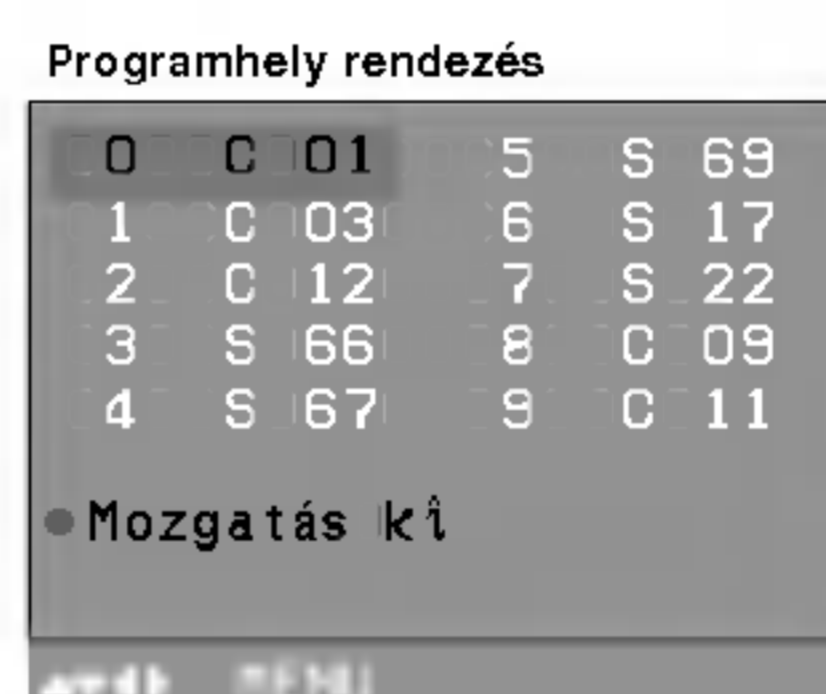 Programhely rendezés
0 C 01 5 S 69
1 C 03 6 S 17
2 C 12 7 S 22
3 S 66 8 C 09
4 S 67 9 C 11
Mozgatás kî